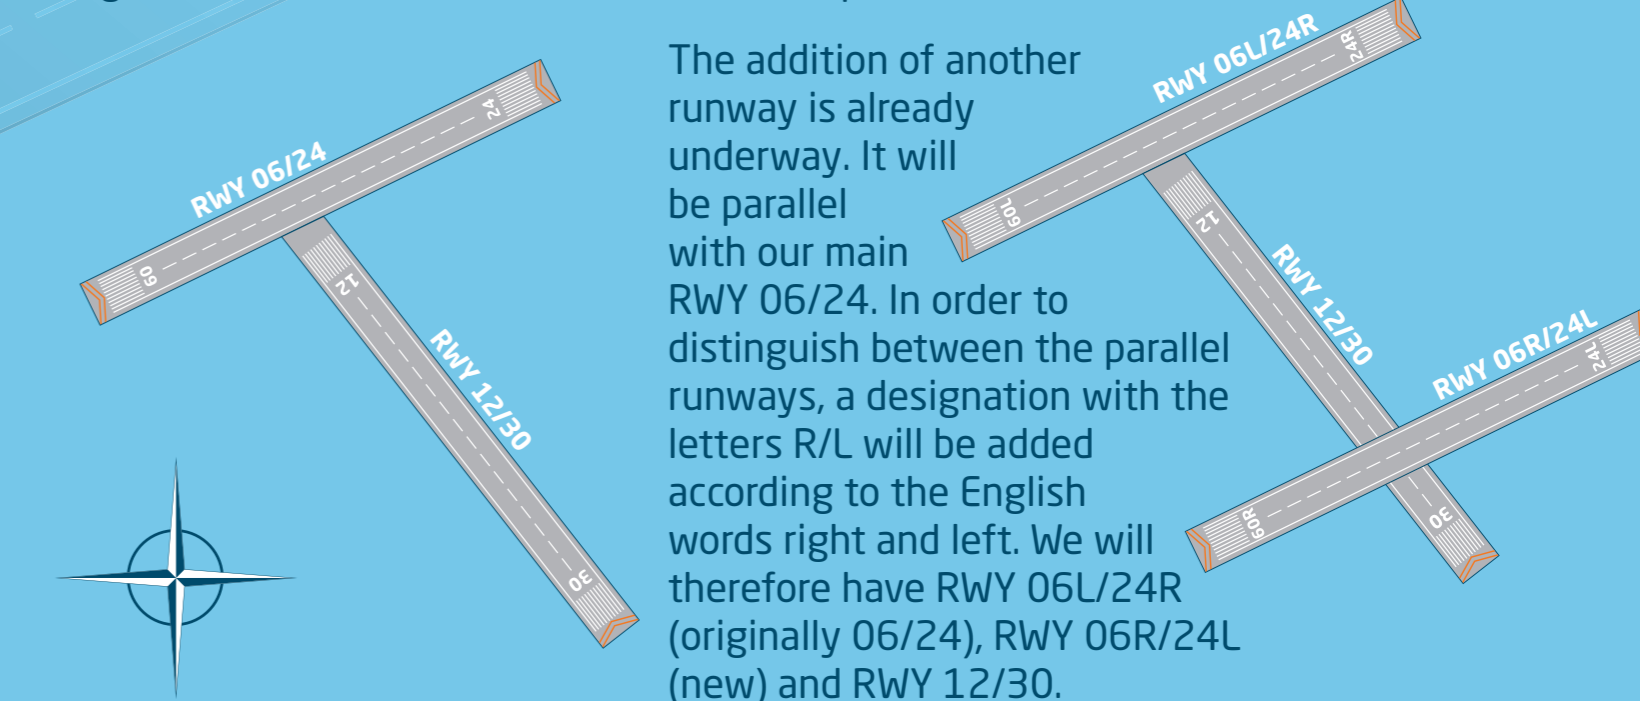 RWY 06/24
24
06
12
RWY 12/30
30
The addition of another
runway is already
underway. It will
be parallel
with our main
RWY 06/24. In order to
distinguish between the parallel
runways, a designation with the
letters R/L will be added
according to the English
words right and left. We will
therefore have RWY 06L/24R
(originally 06/24), RWY 06R/24L
(new) and RWY 12/30.
RWY 06L/24R
24R
06L
12
RWY 12/30
RWY 06R/24L
24L
06R
30